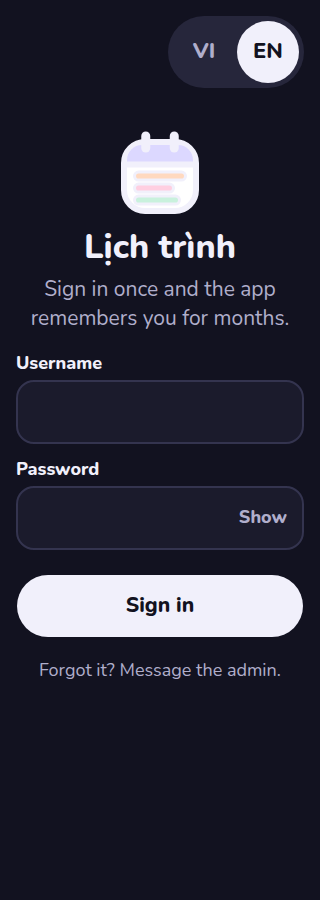 VI EN
Lịch trình
Sign in once and the app
remembers you for months.
Username
Password
Show
Sign in
Forgot it? Message the admin.